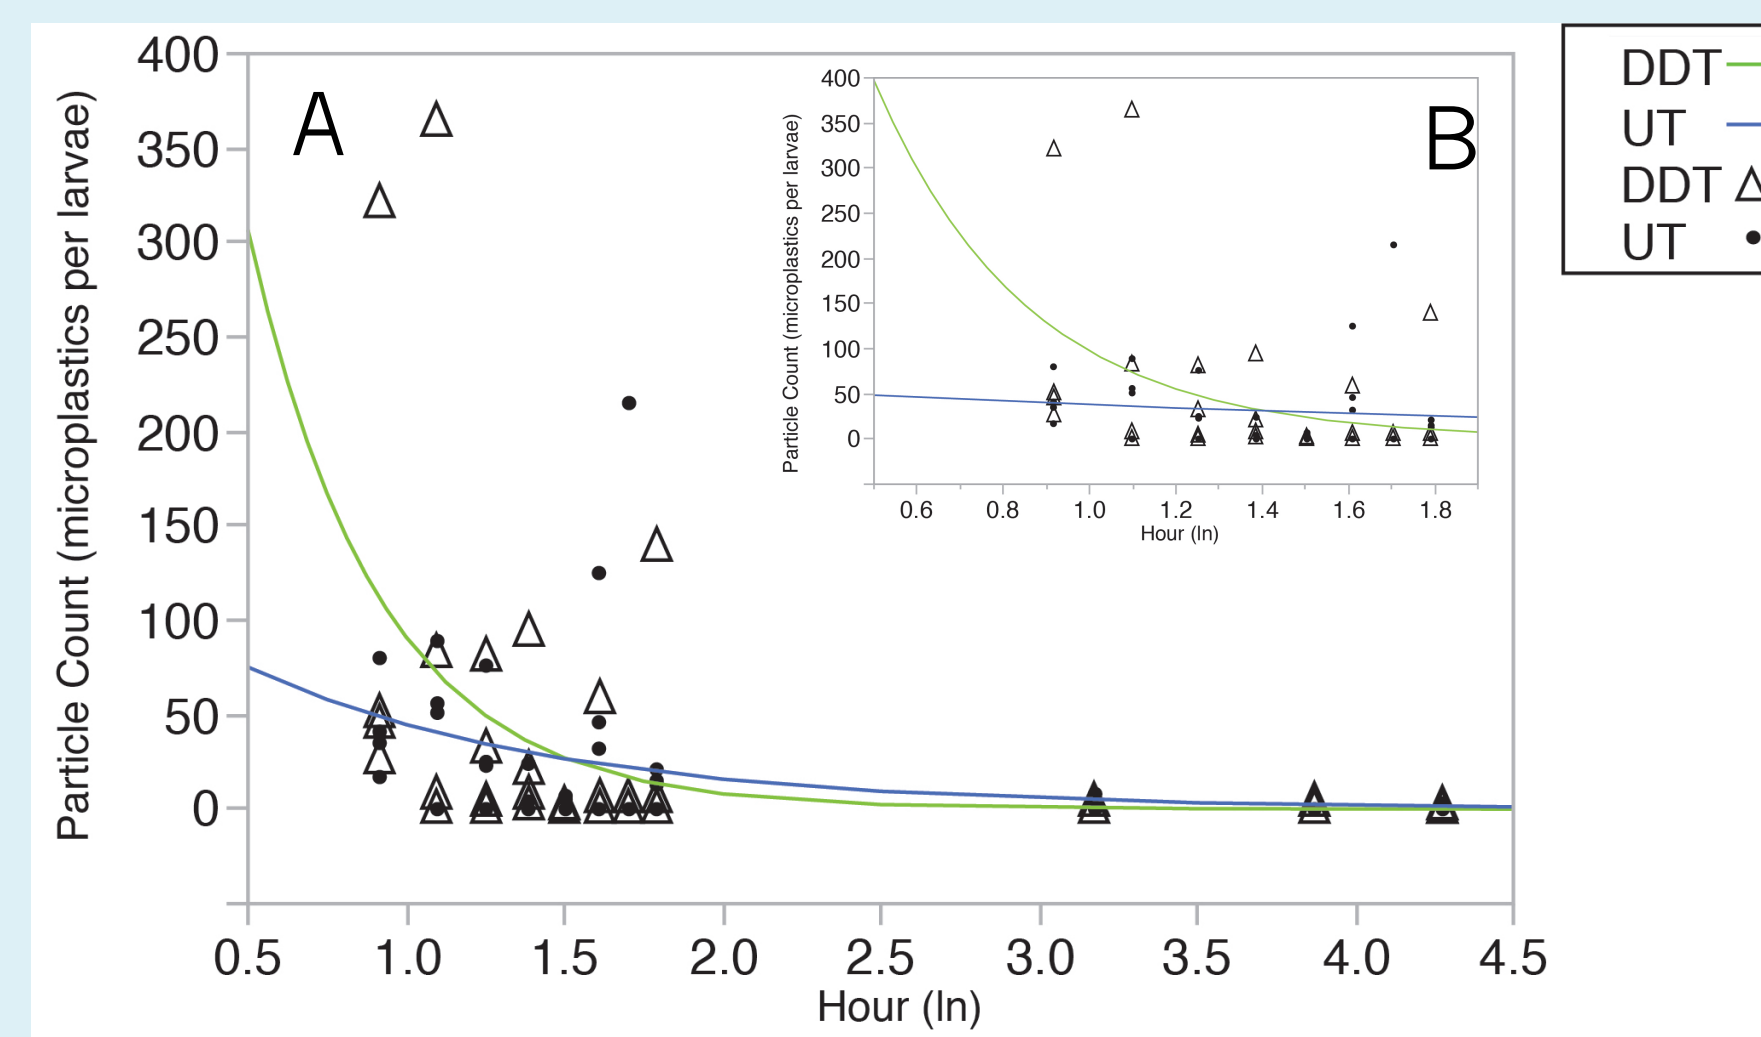 A
400
350
300
250
200
150
100
50
0
Particle Count (microplastics per larvae)
0.5 1.0 1.5 2.0 2.5 3.0 3.5 4.0 4.5
Hour (ln)
B
400
350
300
250
200
150
100
50
0
Particle Count (microplastics per larvae)
0.6 0.8 1.0 1.2 1.4 1.6 1.8
Hour (ln)
DDT
UT
DDT
UT